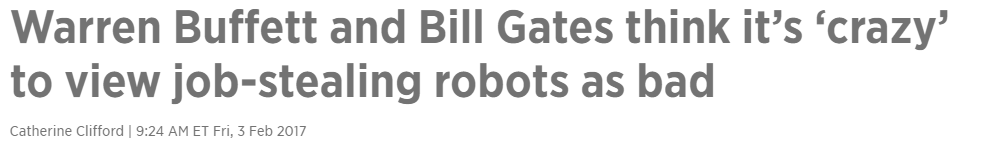 Warren Buffett and Bill Gates think it’s ‘crazy’
to view job-stealing robots as bad
Catherine Clifford | 9:24 AM ET Fri, 3 Feb 2017